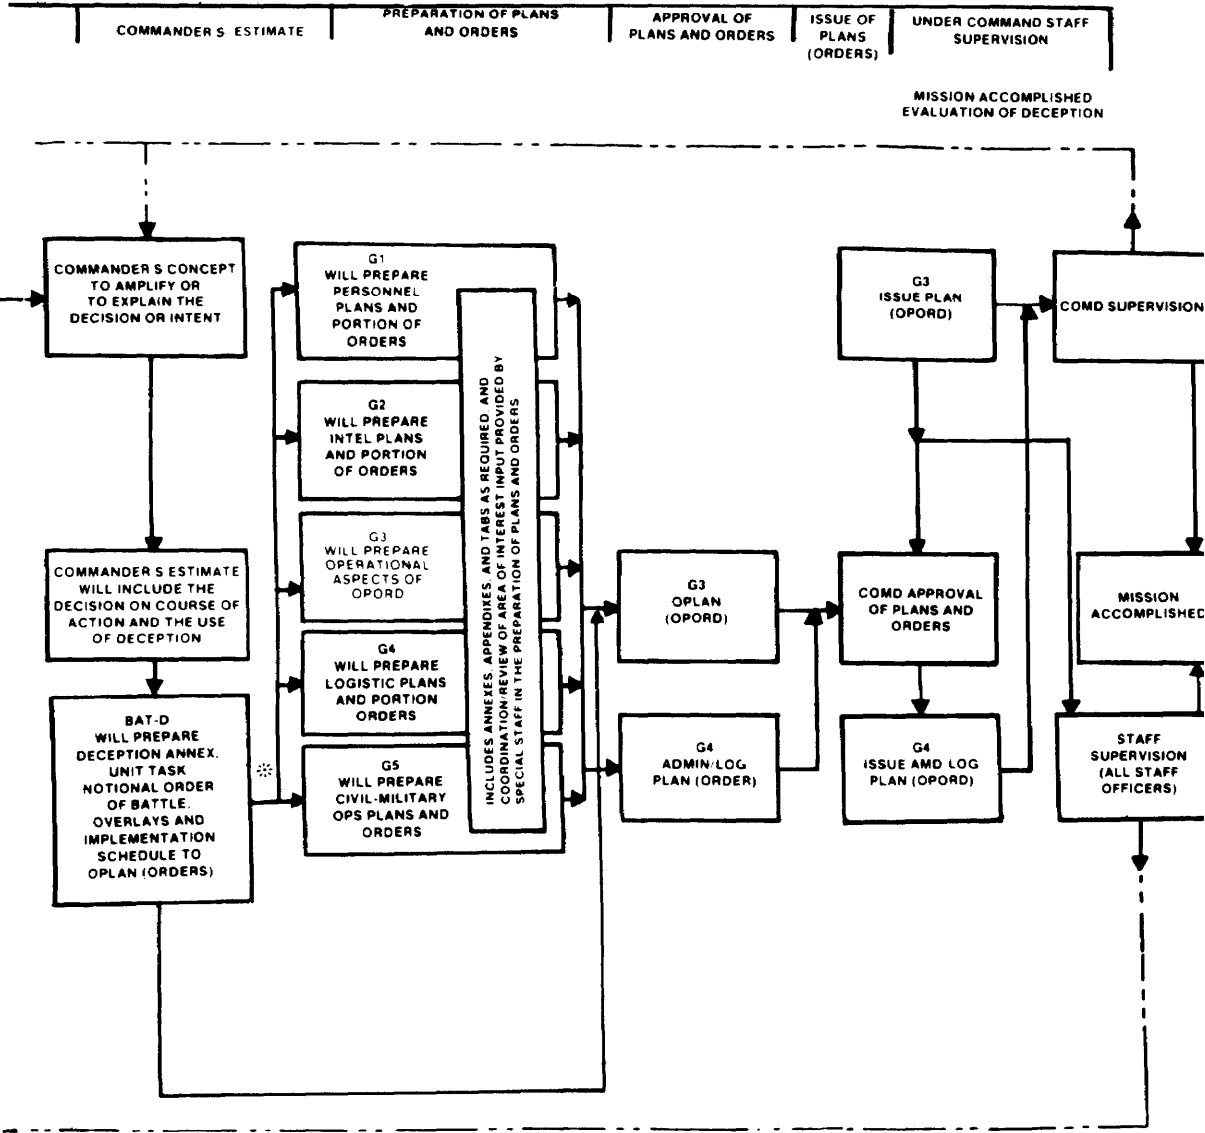 COMMANDER S ESTIMATE
PREPARATION OF PLANS
AND ORDERS
APPROVAL OF
PLANS AND ORDERS
ISSUE OF
PLANS
(ORDERS)
UNDER COMMAND STAFF
SUPERVISION
MISSION ACCOMPLISHED
EVALUATION OF DECEPTION
COMMANDER S CONCEPT
TO AMPLIFY OR
TO EXPLAIN THE
DECISION OR INTENT
COMMANDER S ESTIMATE
WILL INCLUDE THE
DECISION ON COURSE OF
ACTION AND THE USE
OF DECEPTION
BAT-D
WILL PREPARE
DECEPTION ANNEX,
UNIT TASK
NOTIONAL ORDER
OF BATTLE,
OVERLAYS AND
IMPLEMENTATION
SCHEDULE TO
OPLAN (ORDERS)
G1
WILL PREPARE
PERSONNEL
PLANS AND
PORTION OF
ORDERS
G2
WILL PREPARE
INTEL PLANS
AND PORTION
OF ORDERS
G3
WILL PREPARE
OPERATIONAL
ASPECTS OF
OPORD
G4
WILL PREPARE
LOGISTIC PLANS
AND PORTION
ORDERS
G5
WILL PREPARE
CIVIL-MILITARY
OPS PLANS AND
ORDERS
INCLUDES ANNEXES, APPENDIXES, AND TABS AS REQUIRED, AND
COORDINATION/REVIEW OF AREA OF INTEREST INPUT PROVIDED BY
SPECIAL STAFF IN THE PREPARATION OF PLANS AND ORDERS
G3
OPLAN
(OPORD)
G4
ADMIN/LOG
PLAN (ORDER)
G3
ISSUE PLAN
(OPORD)
COMD APPROVAL
OF PLANS AND
ORDERS
G4
ISSUE AMD LOG
PLAN (OPORD)
COMD SUPERVISION
MISSION
ACCOMPLISHED
STAFF
SUPERVISION
(ALL STAFF
OFFICERS)